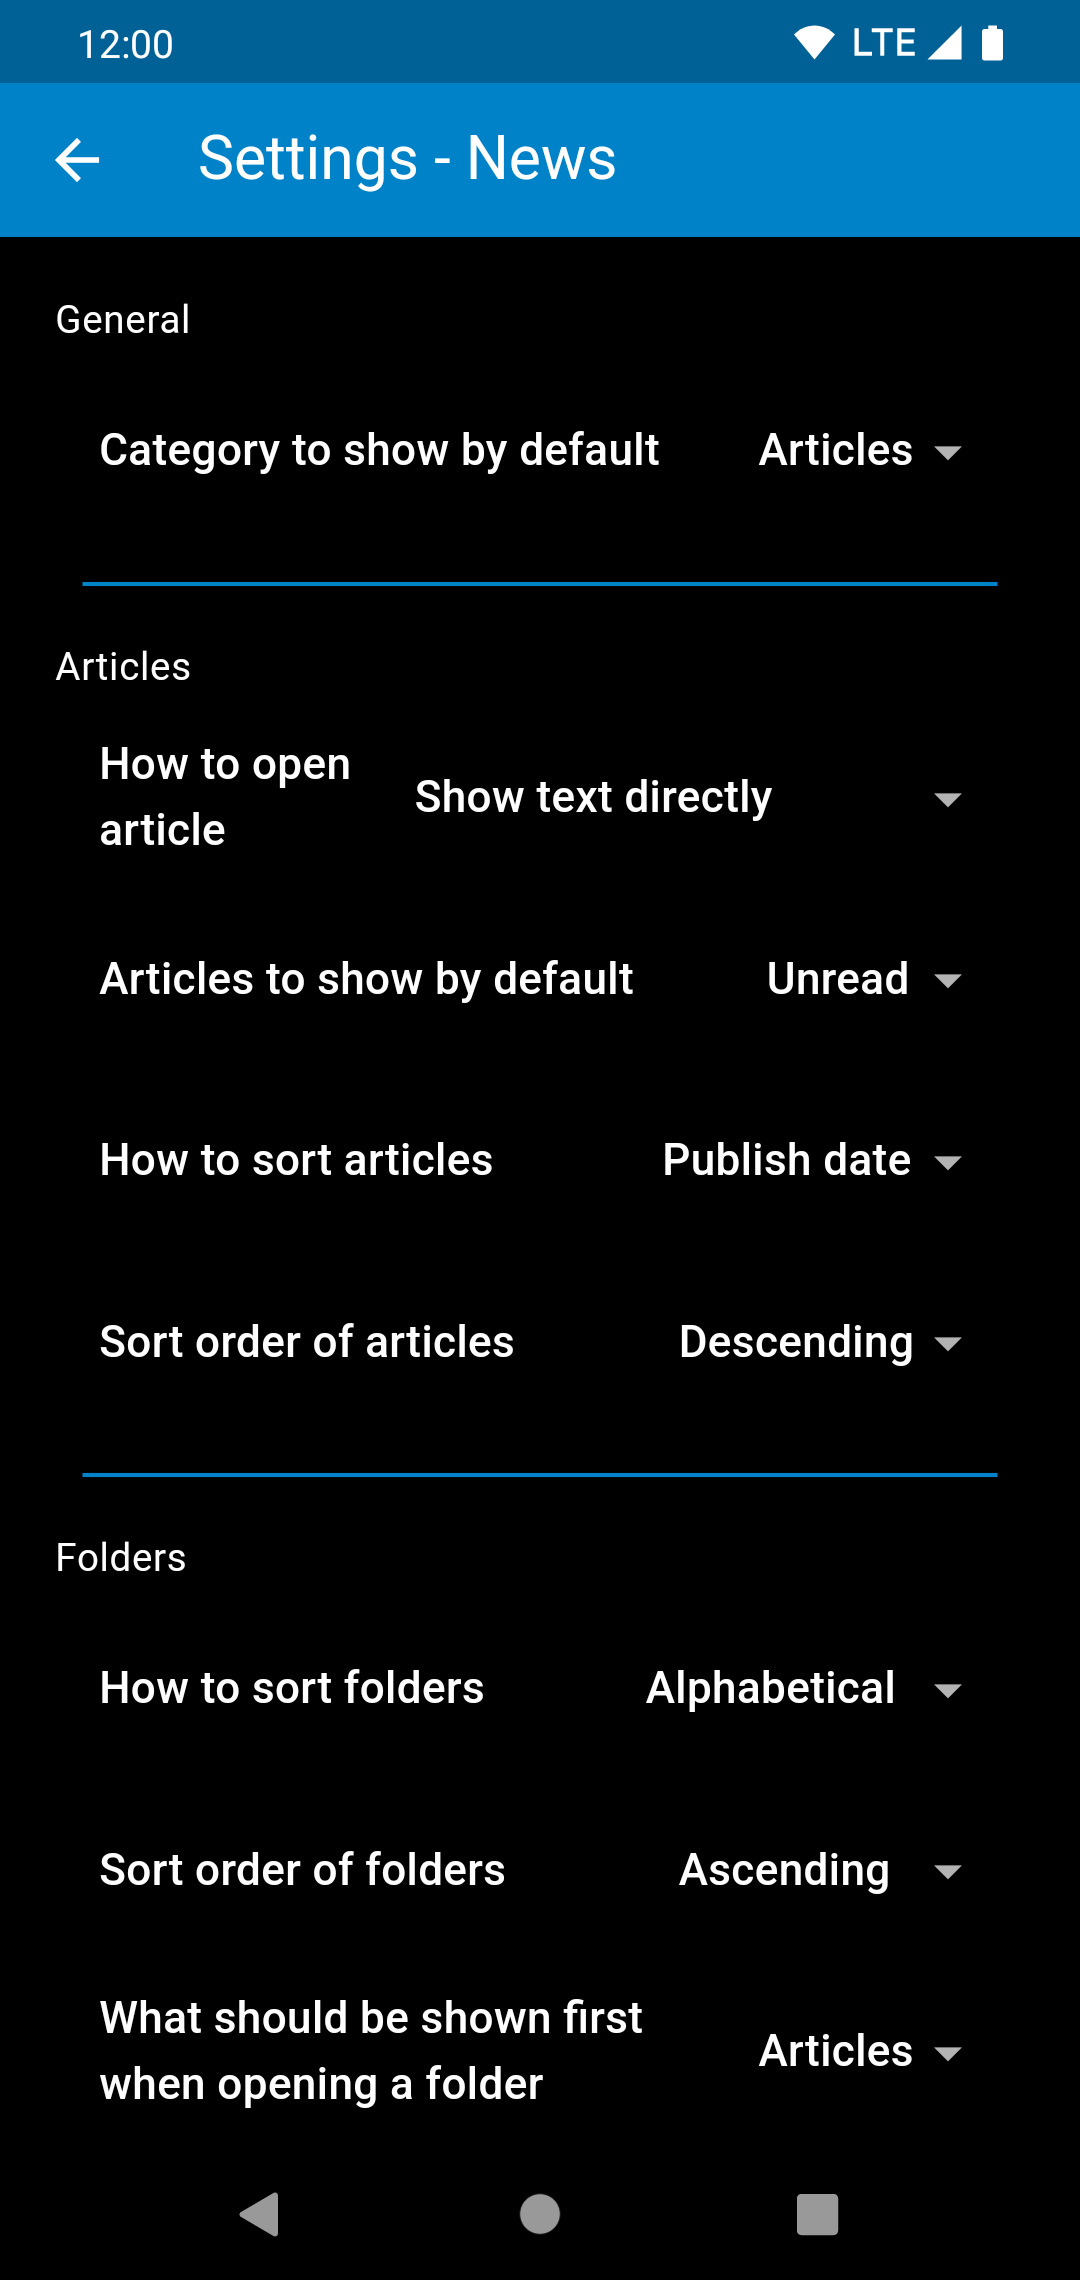 12:00 LTE
Settings - News
General
Category to show by default Articles
Articles
How to open
article
Show text directly
Articles to show by default Unread
How to sort articles Publish date
Sort order of articles Descending
Folders
How to sort folders Alphabetical
Sort order of folders Ascending
What should be shown first
when opening a folder
Articles